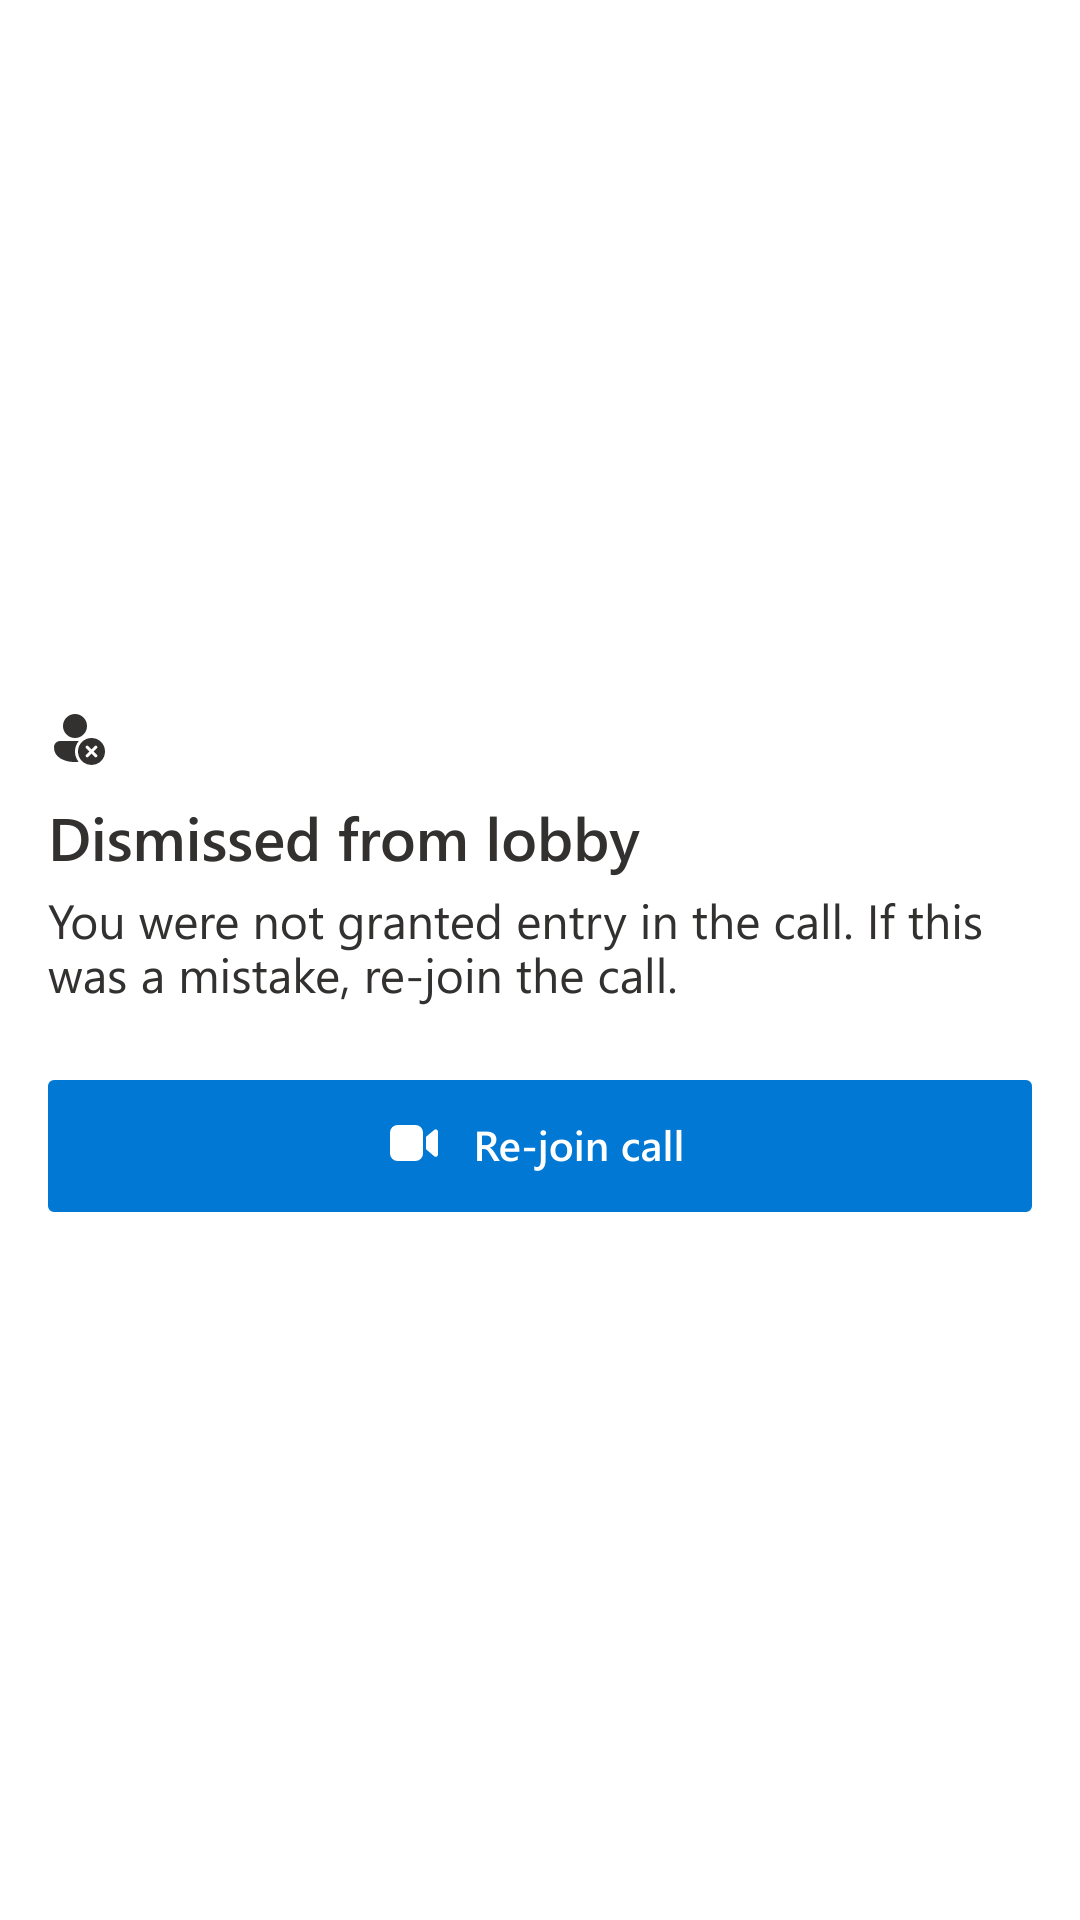 Dismissed from lobby
You were not granted entry in the call. If this
was a mistake, re-join the call.
Re-join call